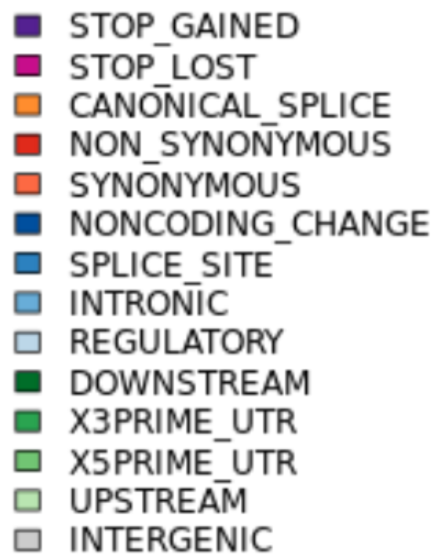 STOP_GAINED
STOP_LOST
CANONICAL_SPLICE
NON_SYNONYMOUS
SYNONYMOUS
NONCODING_CHANGE
SPLICE_SITE
INTRONIC
REGULATORY
DOWNSTREAM
X3PRIME_UTR
X5PRIME_UTR
UPSTREAM
INTERGENIC